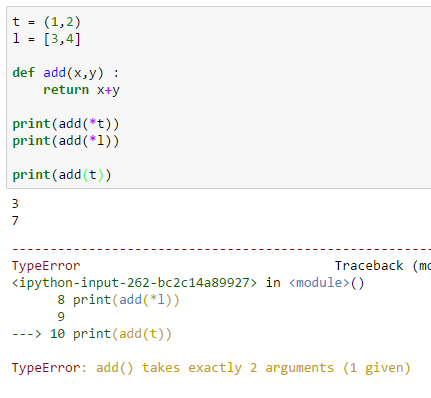 t = (1,2)
l = [3,4]
def add(x,y) :
    return x+y
print(add(*t))
print(add(*l))
print(add(t))
3
7
---------------------------------------------------------
TypeError                                 Traceback (mo
<ipython-input-262-bc2c14a89927> in <module>()
      8 print(add(*l))
      9
---> 10 print(add(t))
TypeError: add() takes exactly 2 arguments (1 given)